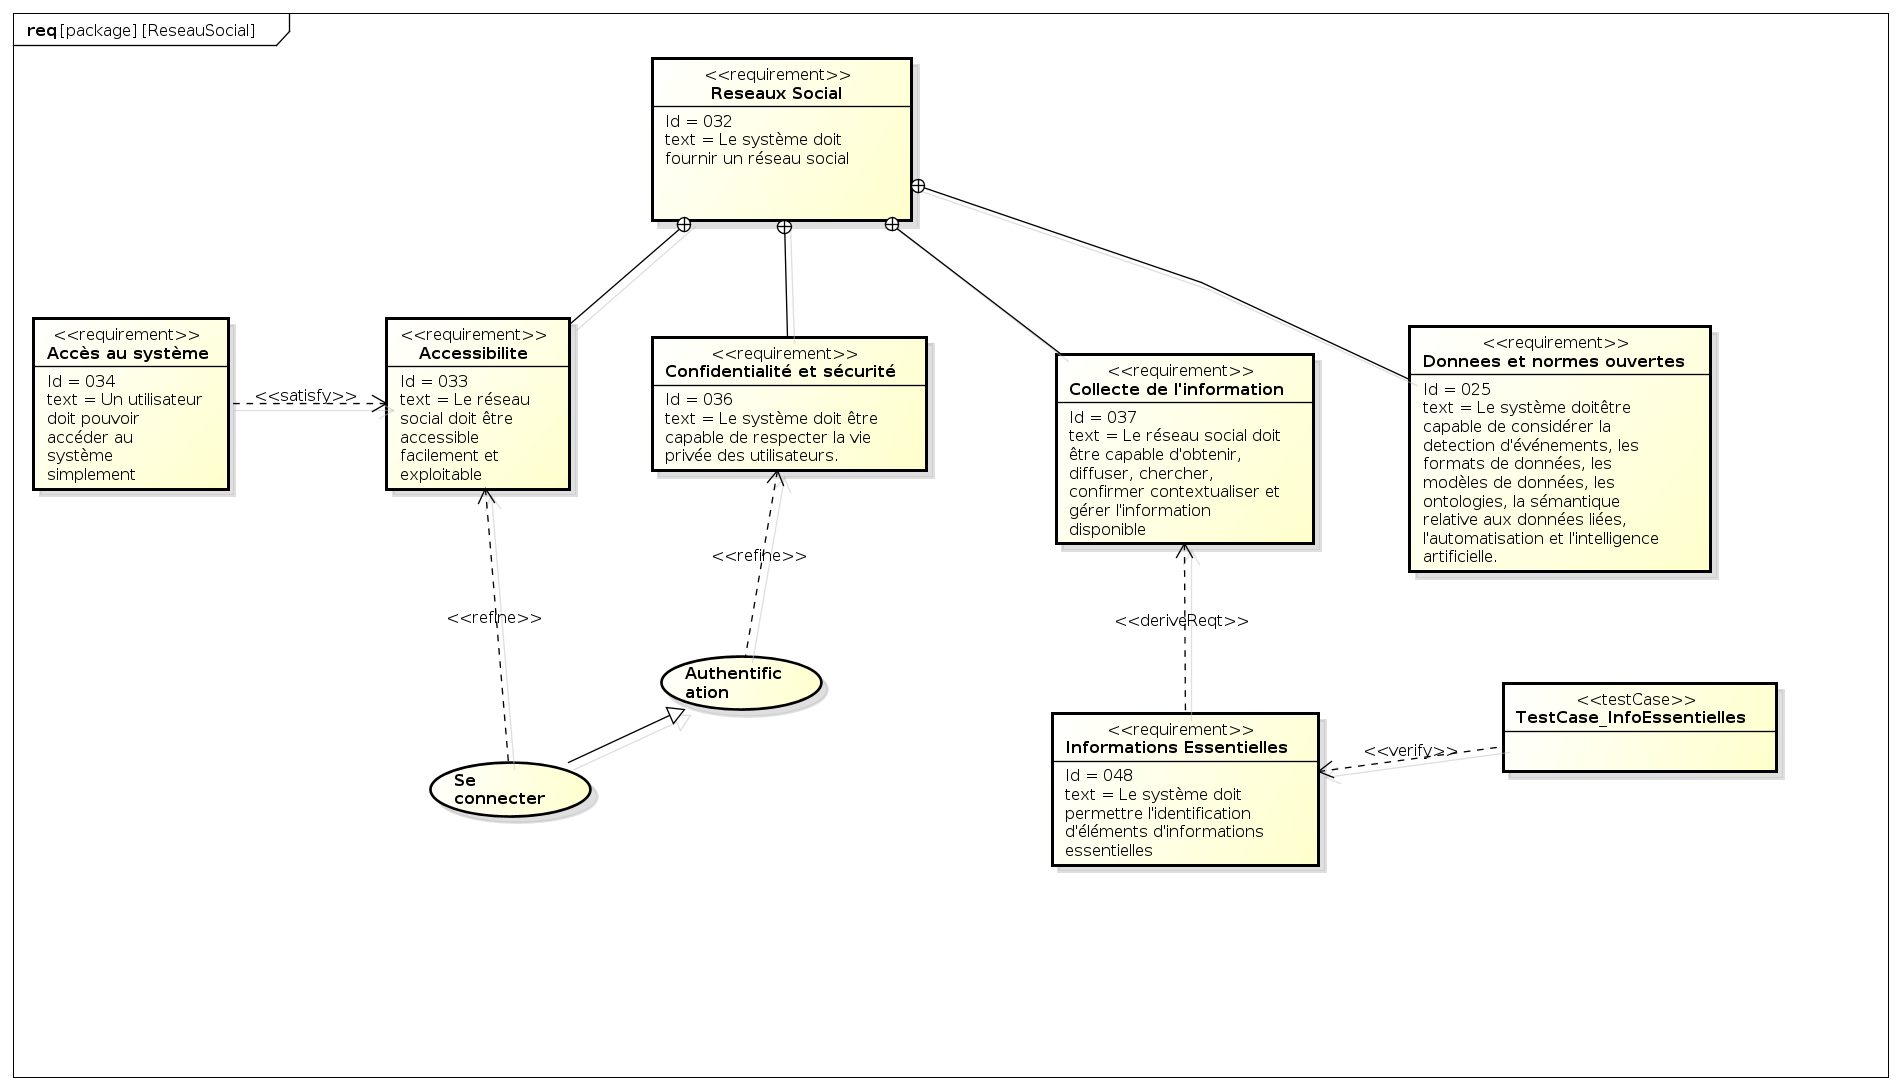 req [package] [ReseauSocial]
<<requirement>>
Reseaux Social
Id = 032
text = Le système doit
fournir un réseau social
<<requirement>>
Accès au système
Id = 034
text = Un utilisateur
doit pouvoir
accéder au
système
simplement
<<satisfy>>
<<requirement>>
Accessibilite
Id = 033
text = Le réseau
social doit être
accessible
facilement et
exploitable
<<requirement>>
Confidentialité et sécurité
Id = 036
text = Le système doit être
capable de respecter la vie
privée des utilisateurs.
<<requirement>>
Collecte de l'information
Id = 037
text = Le réseau social doit
être capable d'obtenir,
diffuser, chercher,
confirmer contextualiser et
gérer l'information
disponible
<<requirement>>
Donnees et normes ouvertes
Id = 025
text = Le système doitêtre
capable de considérer la
detection d'événements, les
formats de données, les
modèles de données, les
ontologies, la sémantique
relative aux données liées,
l'automatisation et l'intelligence
artificielle.
<<refine>>
<<refine>>
<<deriveReqt>>
Authentific
ation
Se
connecter
<<requirement>>
Informations Essentielles
Id = 048
text = Le système doit
permettre l'identification
d'éléments d'informations
essentielles
<<verify>>
<<testCase>>
TestCase_InfoEssentielles